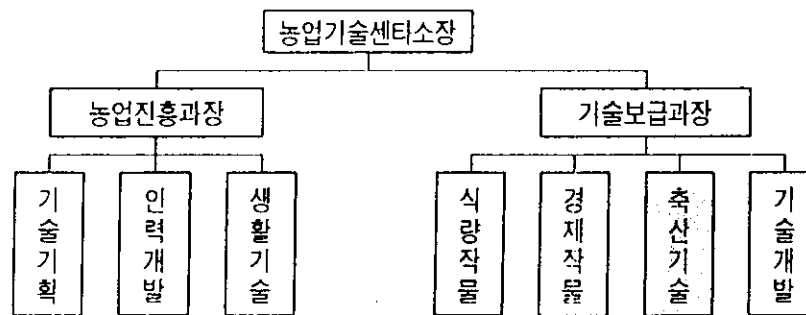 농업기술센타소장
농업진흥과장
기술보급과장
기술기획
인력개발
생활기술
식량작물
경제작물
축산기술
기술개발